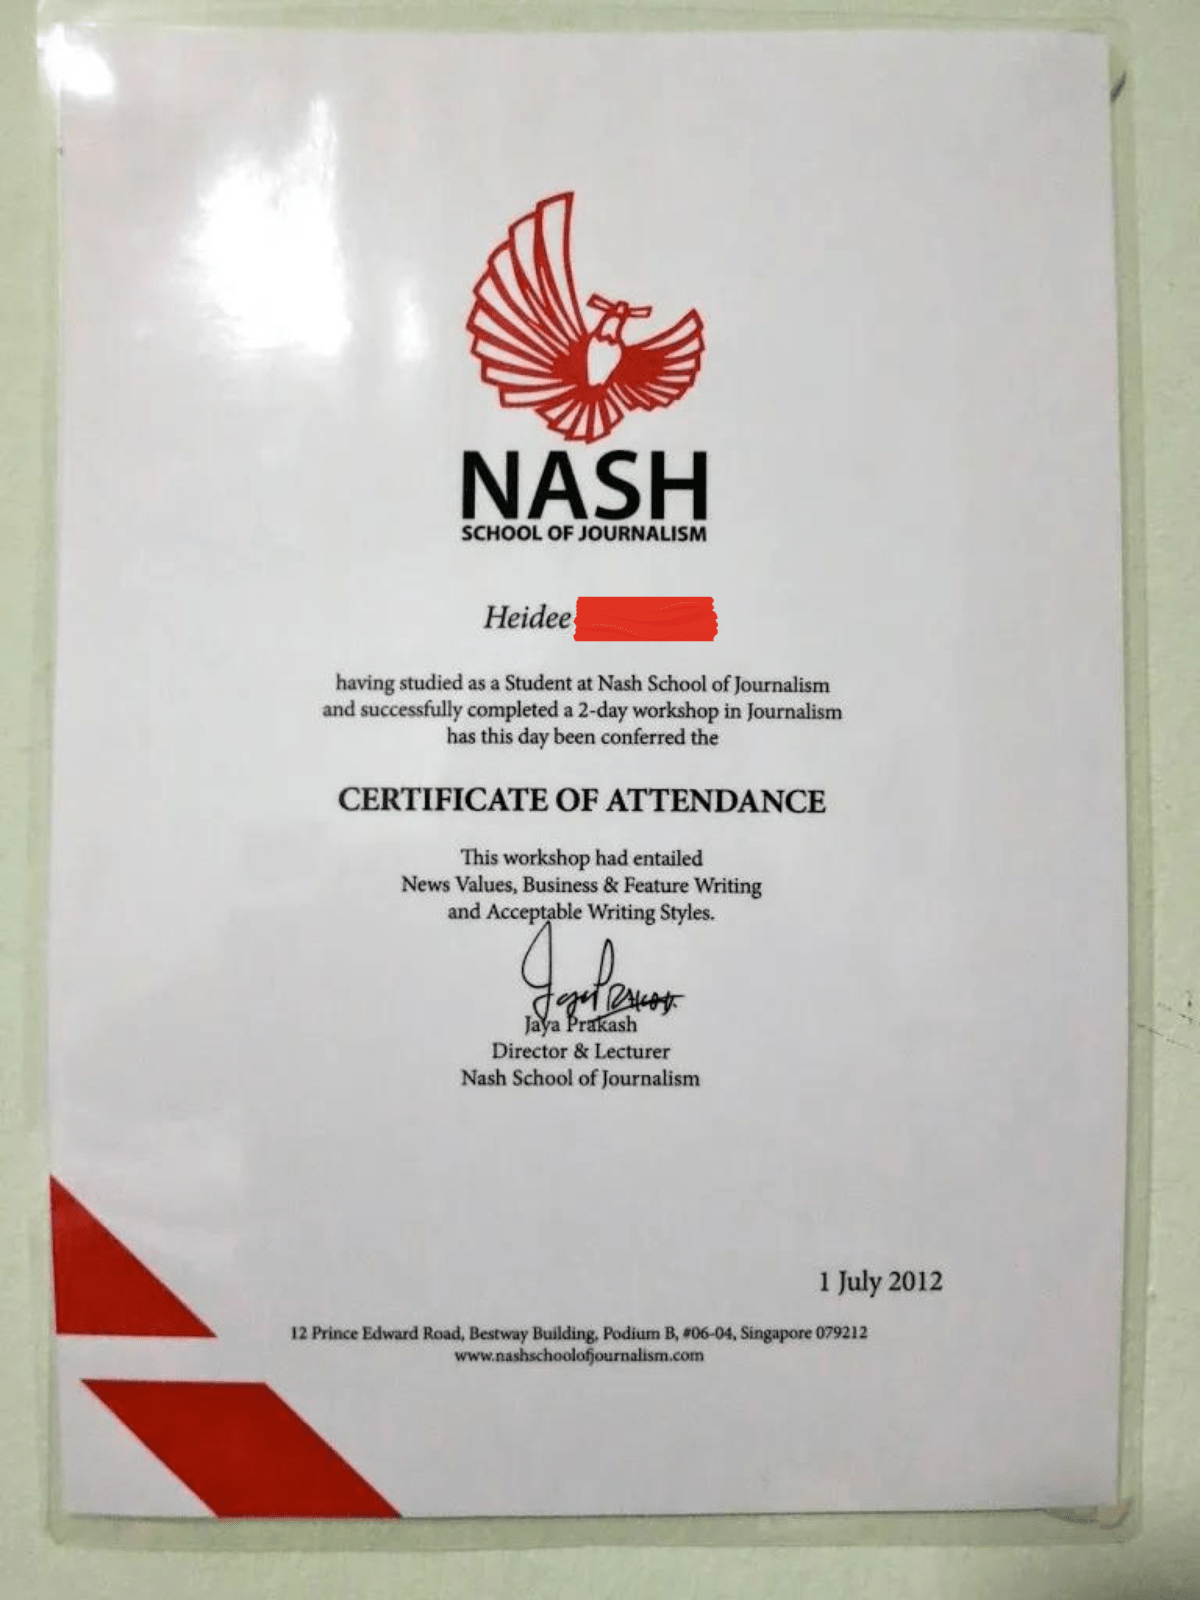 NASH
SCHOOL OF JOURNALISM
Heidee
having studied as a Student at Nash School of Journalism
and successfully completed a 2-day workshop in Journalism
has this day been conferred the
CERTIFICATE OF ATTENDANCE
This workshop had entailed
News Values, Business & Feature Writing
and Acceptable Writing Styles.
Jaya Prakash
Director & Lecturer
Nash School of Journalism
1 July 2012
12 Prince Edward Road, Bestway Building, Podium B, #06-04, Singapore 079212
www.nashschoolofjournalism.com